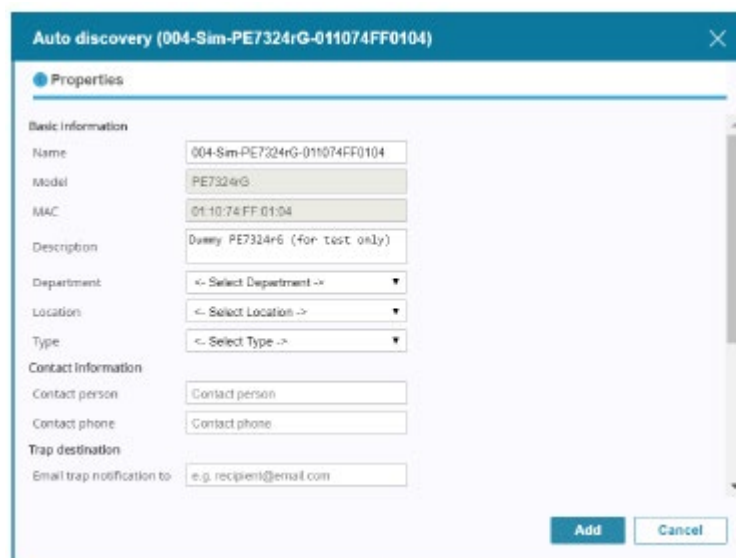 Auto discovery (004-Sim-PE7324rG-011074FF0104)
Properties
Basic information
Name 004-Sim-PE7324rG-011074FF0104
Model PE7324rG
MAC 01:10:74:FF:01:04
Description Dummy PE7324rG (for test only)
Department <- Select Department ->
Location <- Select Location ->
Type <- Select Type ->
Contact information
Contact person Contact person
Contact phone Contact phone
Trap destination
Email trap notification to e.g. recipient@email.com
Add Cancel